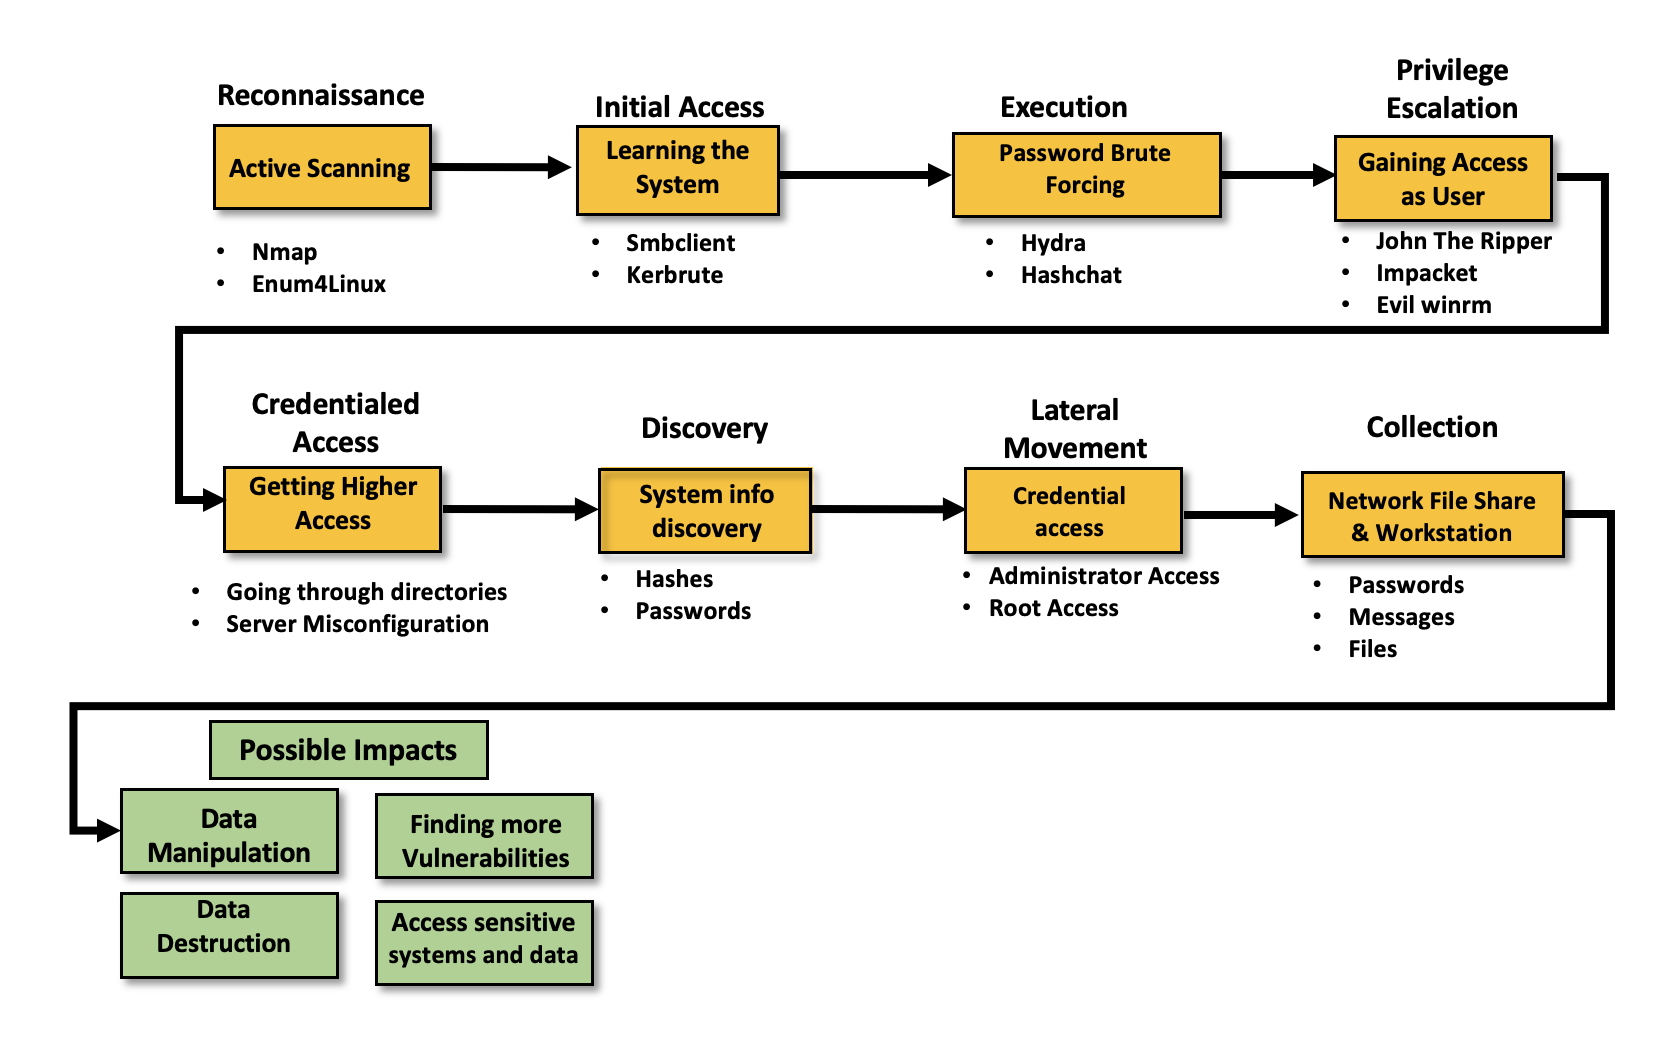 Reconnaissance
Active Scanning
• Nmap
• Enum4Linux
Initial Access
Learning the
System
• Smbclient
• Kerbrute
Execution
Password Brute
Forcing
• Hydra
• Hashchat
Privilege
Escalation
Gaining Access
as User
• John The Ripper
• Impacket
• Evil winrm
Credentialed
Access
Getting Higher
Access
• Going through directories
• Server Misconfiguration
Discovery
System info
discovery
• Hashes
• Passwords
Lateral
Movement
Credential
access
• Administrator Access
• Root Access
Collection
Network File Share
& Workstation
• Passwords
• Messages
• Files
Possible Impacts
Data
Manipulation
Finding more
Vulnerabilities
Data
Destruction
Access sensitive
systems and data